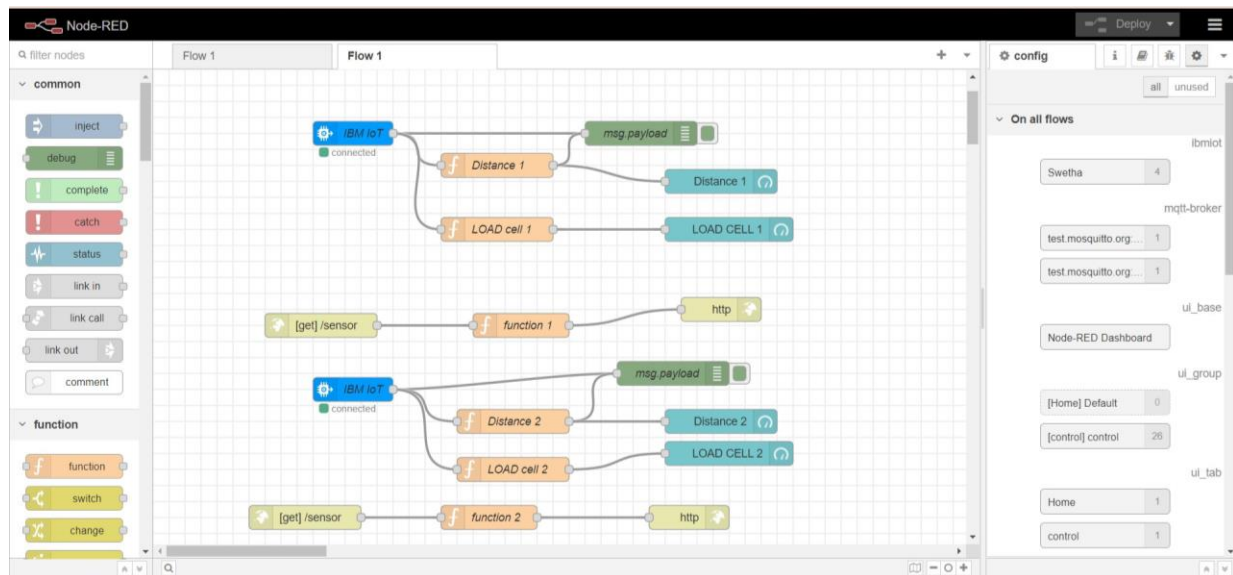 Node-RED
Deploy
filter nodes
Flow 1
Flow 1
config
i
all
unused
common
inject
debug
complete
catch
status
link in
link call
link out
comment
function
function
switch
change
IBM IoT
connected
msg.payload
Distance 1
Distance 1
LOAD cell 1
LOAD CELL 1
[get] /sensor
function 1
http
IBM IoT
connected
msg.payload
Distance 2
Distance 2
LOAD cell 2
LOAD CELL 2
[get] /sensor
function 2
http
On all flows
ibmiot
Swetha
4
mqtt-broker
test.mosquitto.org:...
1
test.mosquitto.org:...
1
ui_base
Node-RED Dashboard
ui_group
[Home] Default
0
[control] control
26
ui_tab
Home
1
control
1